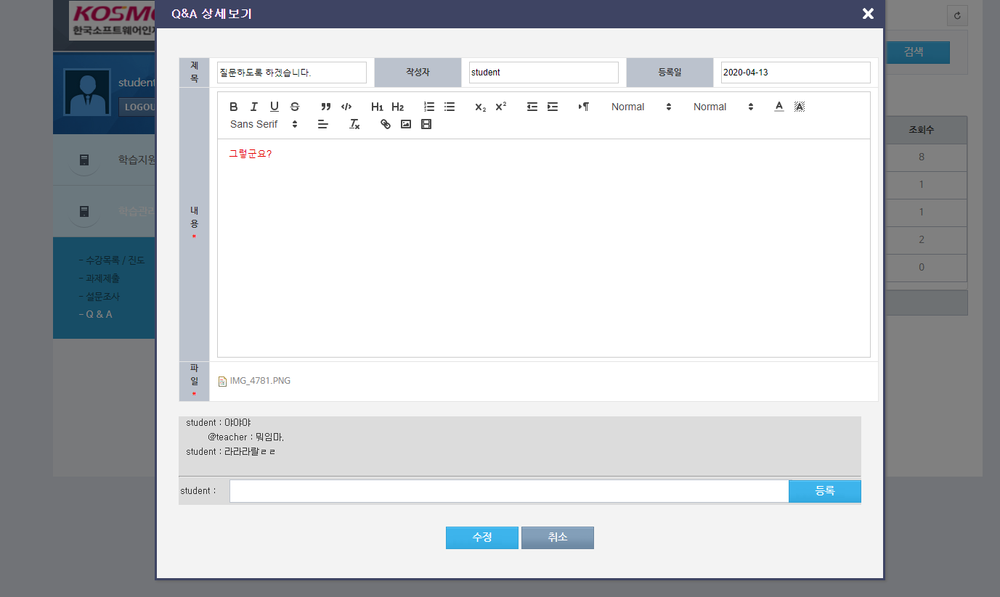 KOSMO
한국소프트웨어인
Q&A 상세보기
검색
student
LOGOU
학습지원
학습관리
- 수강목록 / 진도
- 과제제출
- 설문조사
- Q & A
제목
질문하도록 하겠습니다.
작성자
student
등록일
2020-04-13
Normal
Normal
Sans Serif
내용
*
그렇군요?
파일
*
IMG_4781.PNG
조회수
8
1
1
2
0
student : 야야야
@teacher : 뭐임마.
student : 라라라랄ㄹㄹ
student :
등록
수정
취소